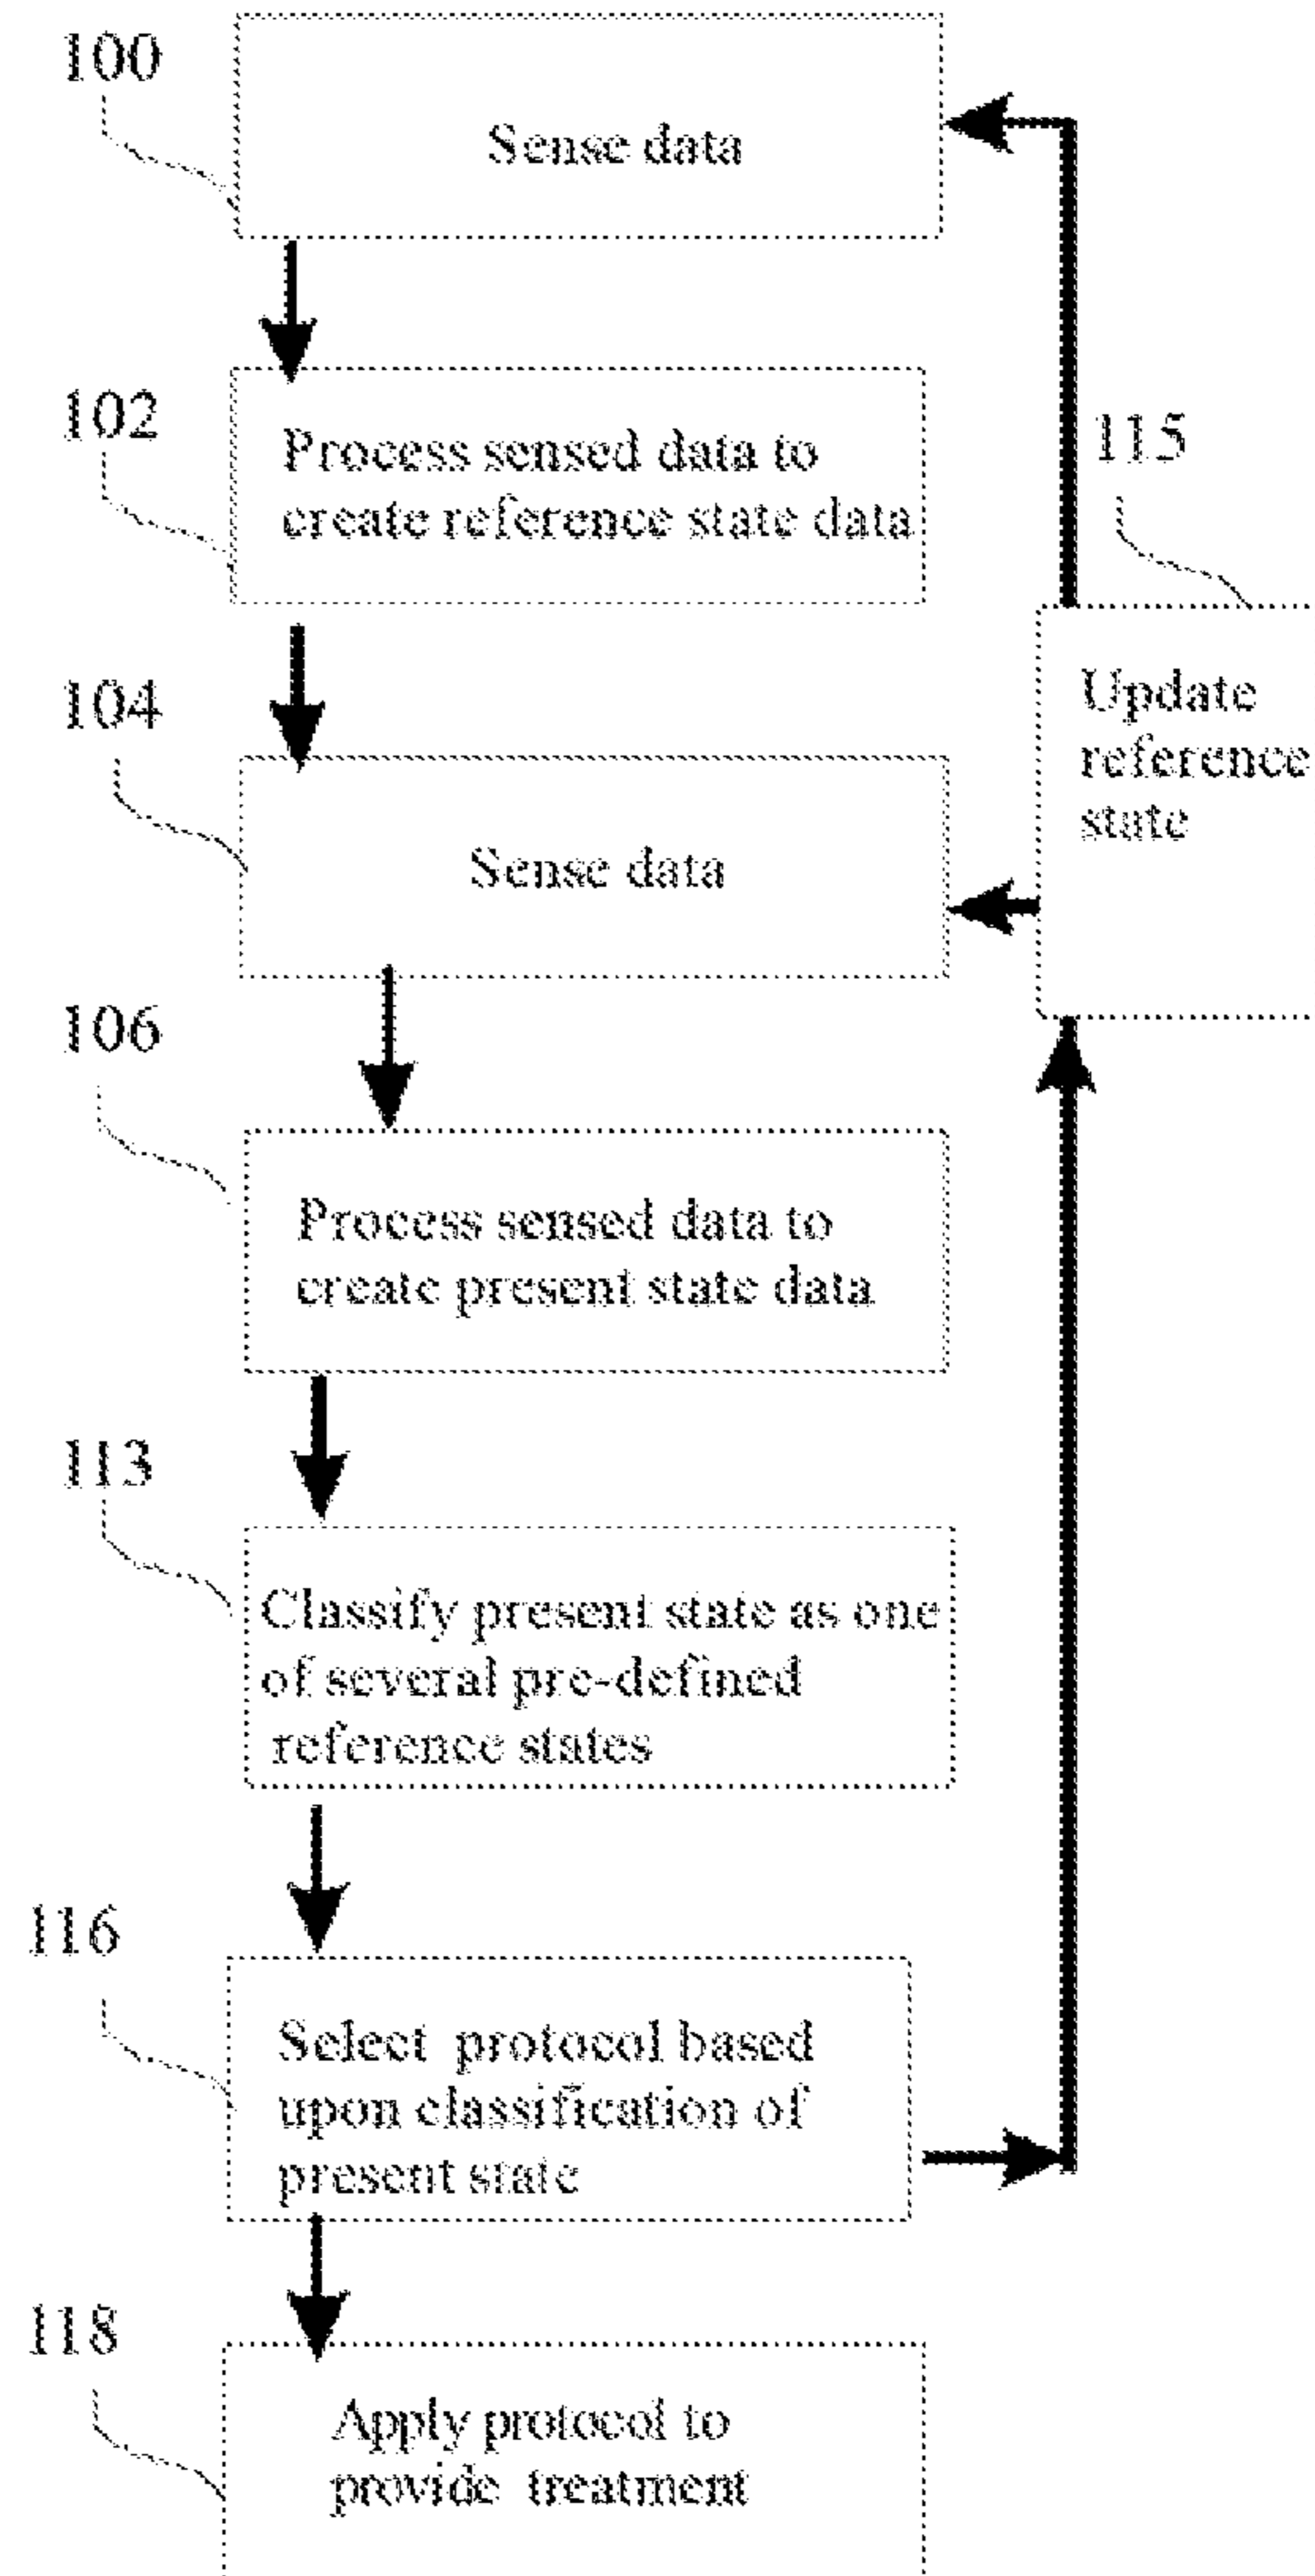 100
Sense data
102
Process sensed data to
create reference state data
115
Update
reference
state
104
Sense data
106
Process sensed data to
create present state data
113
Classify present state as one
of several pre-defined
reference states
116
Select protocol based
upon classification of
present state
118
Apply protocol to
provide treatment